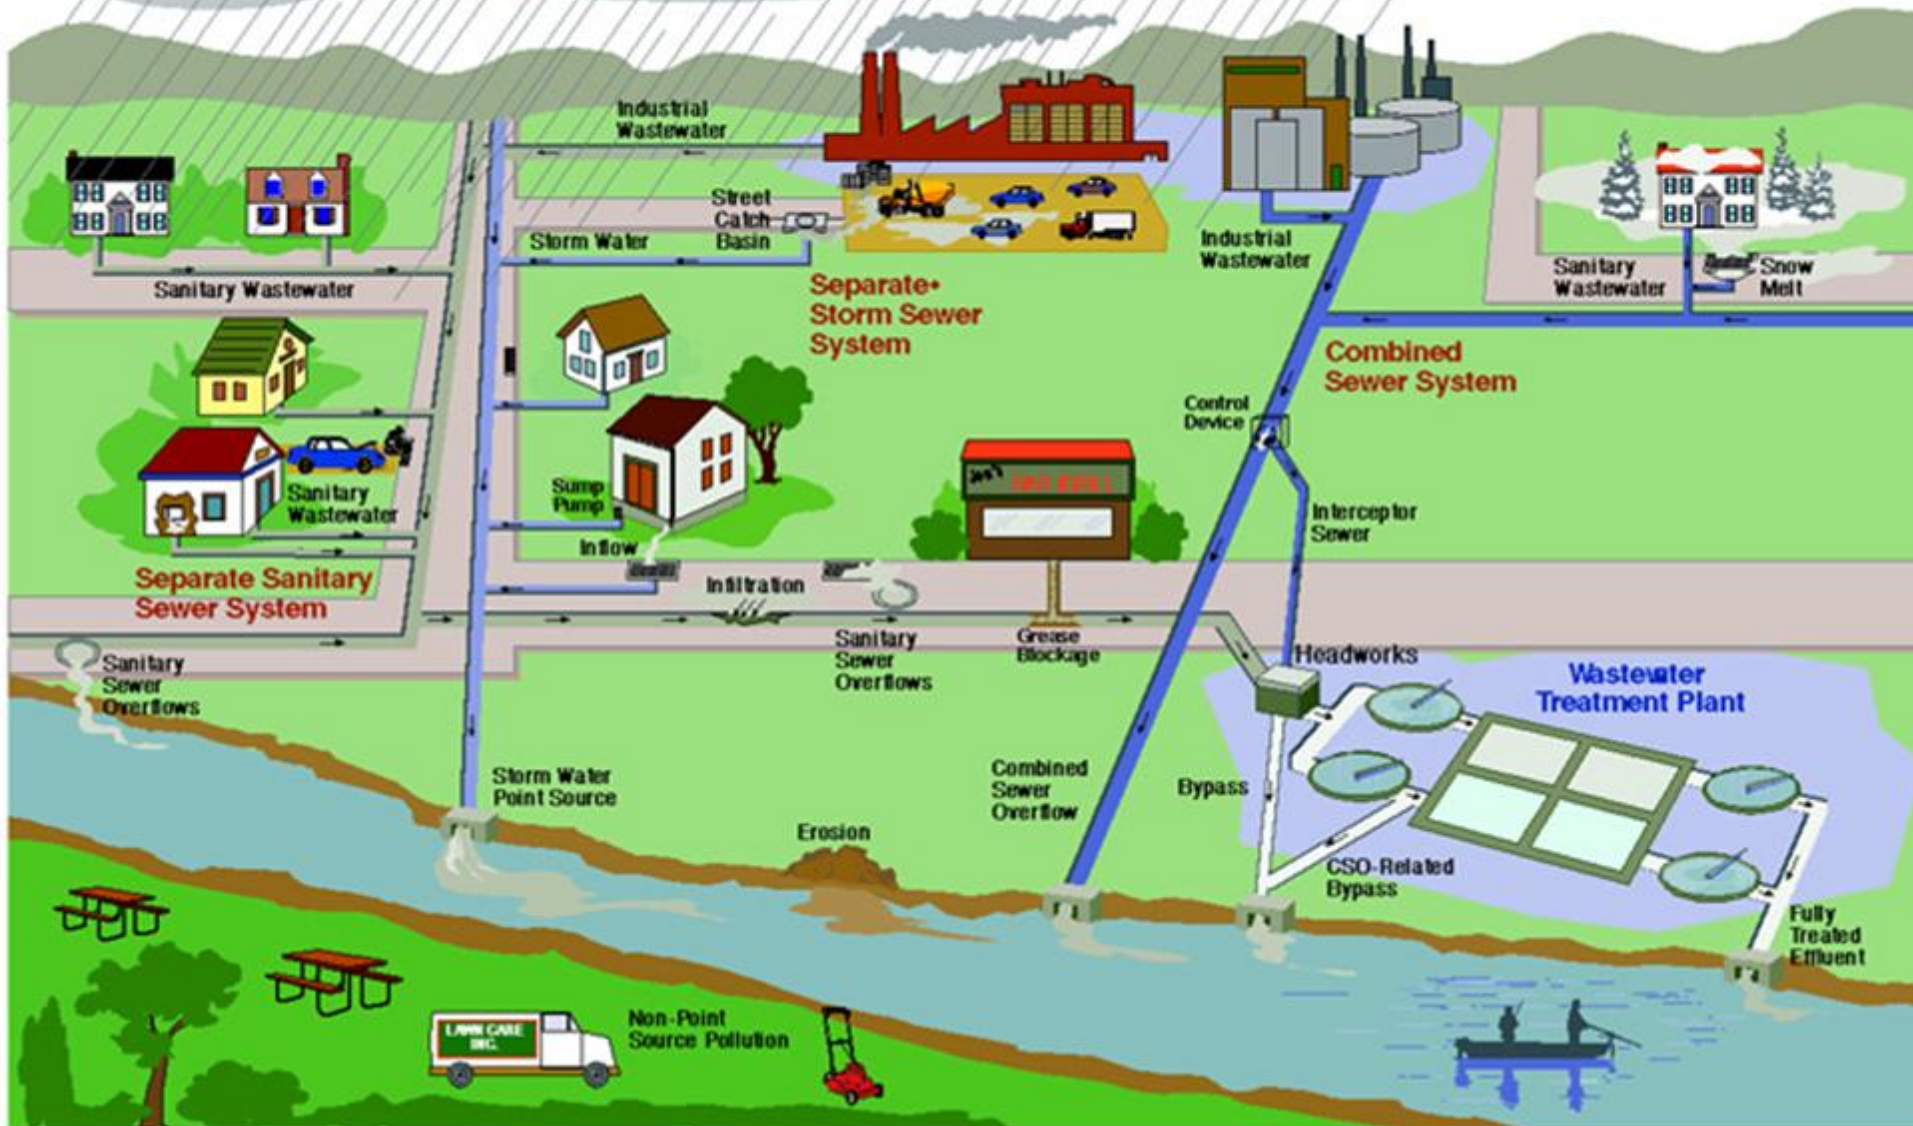 Industrial
Wastewater
Street
Catch
Basin
Storm Water
Sanitary Wastewater
Separate•
Storm Sewer
System
Industrial
Wastewater
Sanitary
Wastewater
Snow
Melt
Combined
Sewer System
Control
Device
Interceptor
Sewer
Sanitary
Wastewater
Sump
Pump
Inflow
Separate Sanitary
Sewer System
Infiltration
Sanitary
Sewer
Overflows
Grease
Blockage
Sanitary
Sewer
Overflows
Headworks
Wastewater
Treatment Plant
Storm Water
Point Source
Erosion
Combined
Sewer
Overflow
Bypass
CSO-Related
Bypass
Fully
Treated
Effluent
LAWN CARE
INC.
Non-Point
Source Pollution